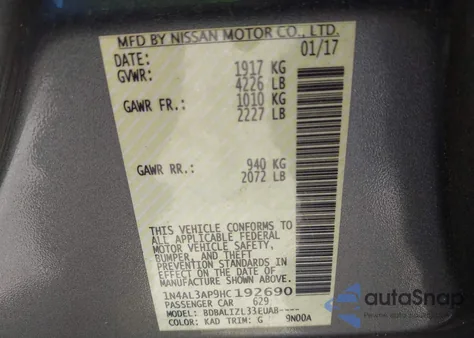 MFD BY NISSAN MOTOR CO., LTD.
DATE: 01/17
GVWR: 1917 KG
4226 LB
GAWR FR.: 1010 KG
2227 LB
GAWR RR.: 940 KG
2072 LB
THIS VEHICLE CONFORMS TO
ALL APPLICABLE FEDERAL
MOTOR VEHICLE SAFETY,
BUMPER, AND THEFT
PREVENTION STANDARDS IN
EFFECT ON THE DATE OF
MANUFACTURE SHOWN ABOVE.
1N4AL3AP9HC192690
PASSENGER CAR 629
MODEL: BDBALIZL33EUA8----
COLOR: KAD TRIM: G 9N00A
autoSnap